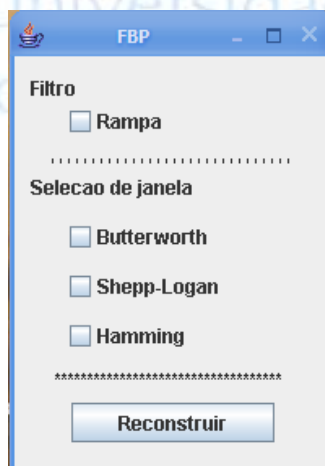 FBP
Filtro
Rampa
Selecao de janela
Butterworth
Shepp-Logan
Hamming
***********************************
Reconstruir